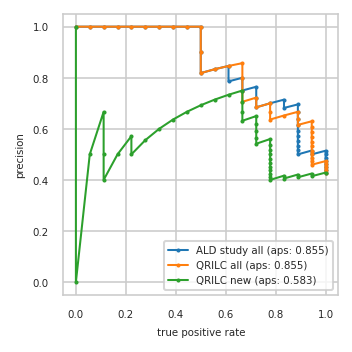 1.0
0.8
0.6
0.4
0.2
0.0
precision
ALD study all (aps: 0.855)
QRILC all (aps: 0.855)
QRILC new (aps: 0.583)
0.0 0.2 0.4 0.6 0.8 1.0
true positive rate